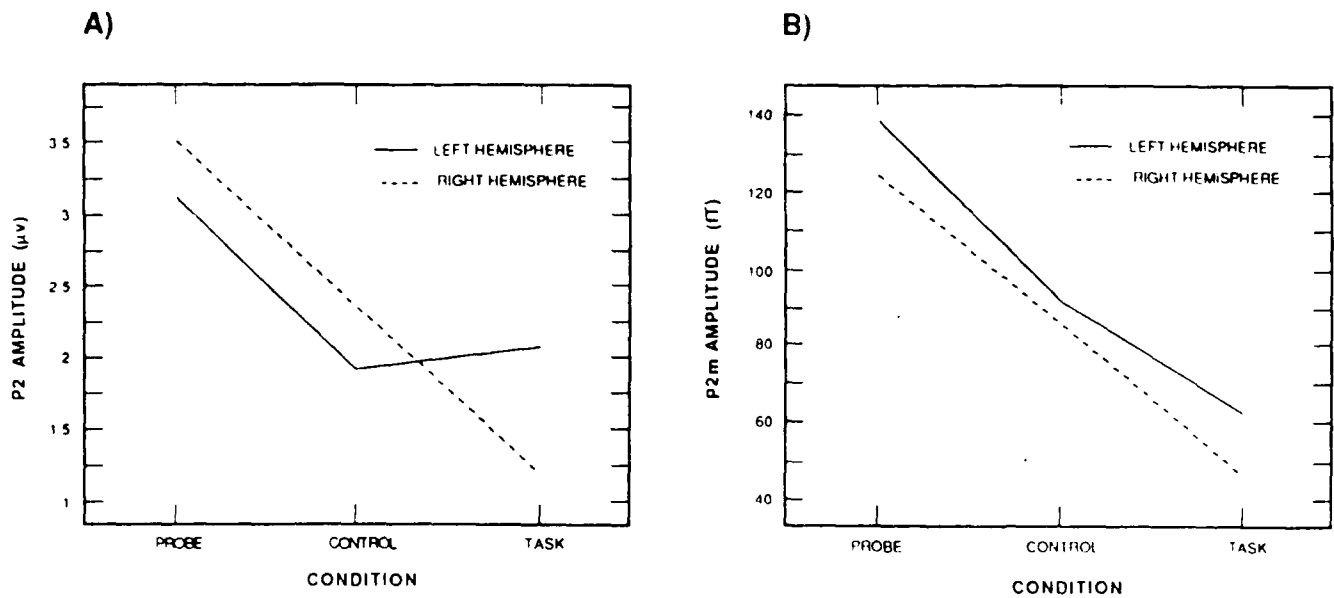 A)
3 5
3
2 5
2
1 5
1
P2 AMPLITUDE (µv)
LEFT HEMISPHERE
RIGHT HEMISPHERE
PROBE CONTROL TASK
CONDITION
B)
140
120
100
80
60
40
P2m AMPLITUDE (fT)
LEFT HEMISPHERE
RIGHT HEMISPHERE
PROBE CONTROL TASK
CONDITION